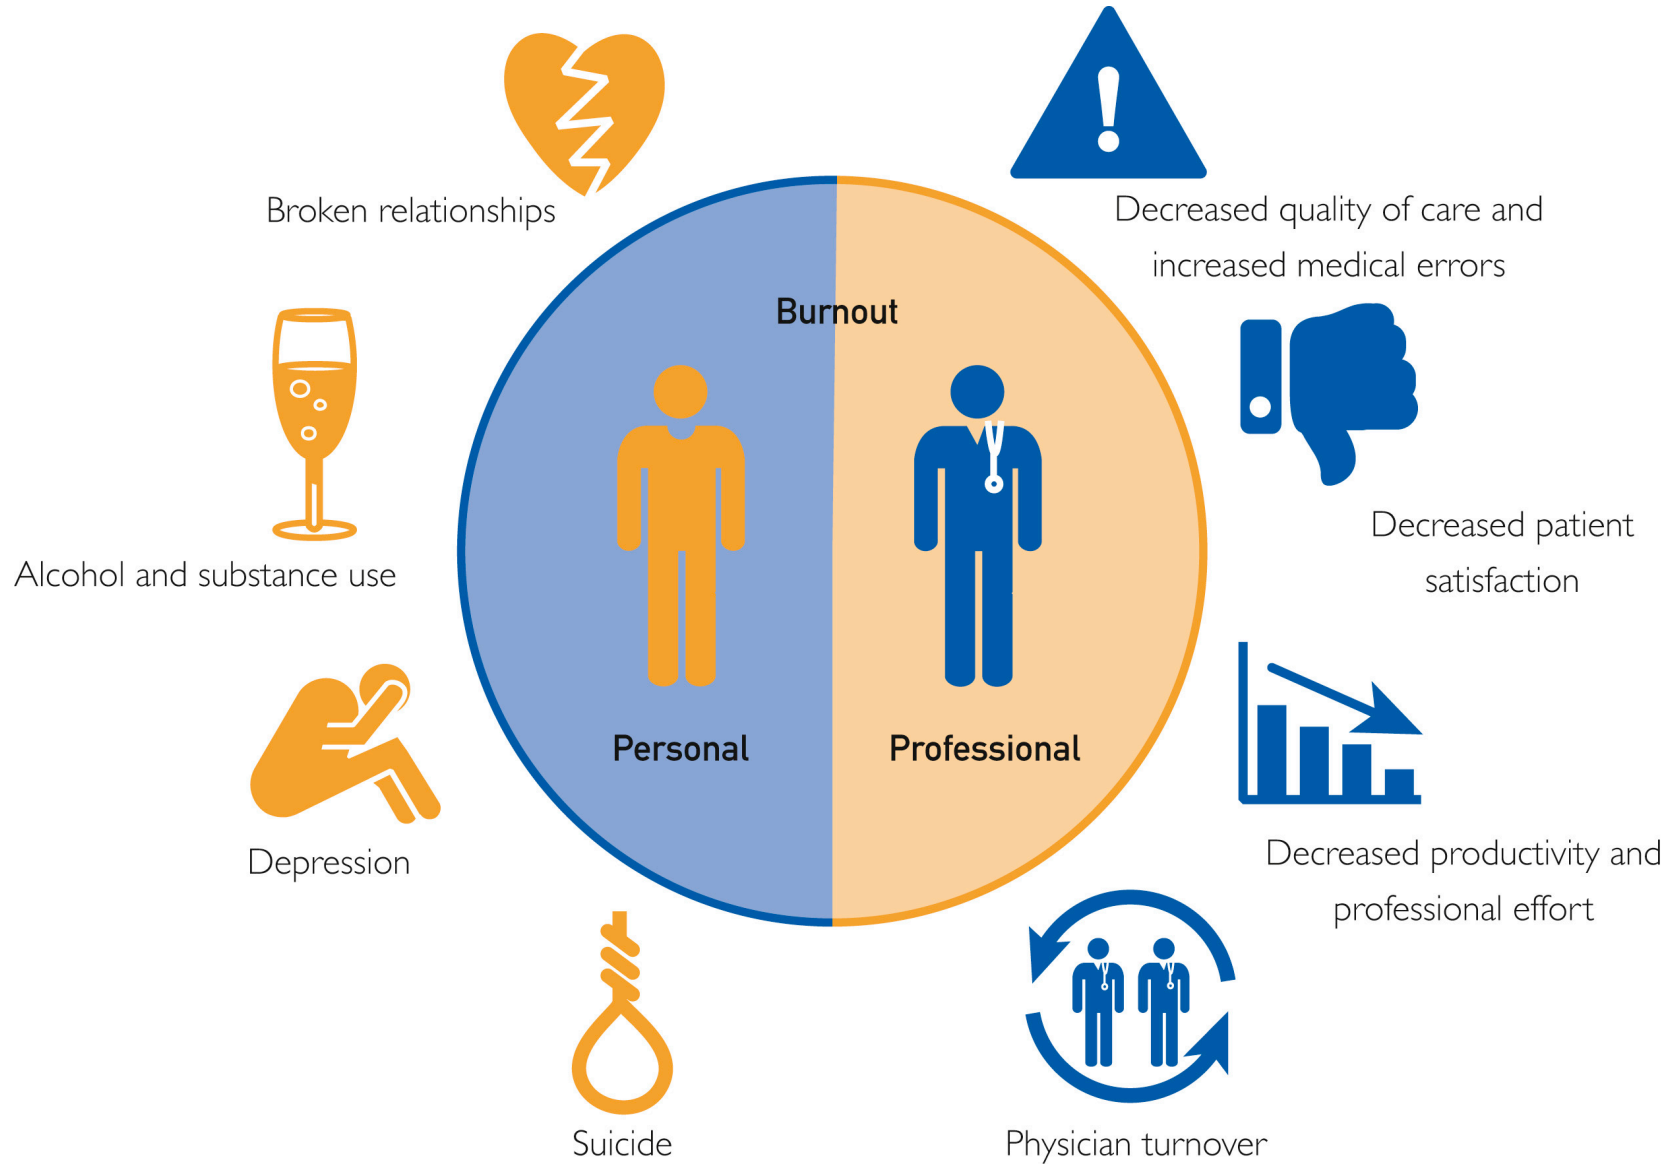 Broken relationships
Decreased quality of care and
increased medical errors
Burnout
Decreased patient
satisfaction
Alcohol and substance use
Personal
Professional
Depression
Decreased productivity and
professional effort
Suicide
Physician turnover